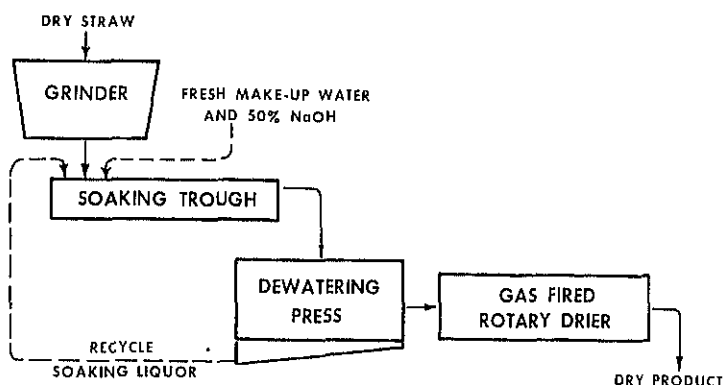 DRY STRAW
GRINDER
FRESH MAKE-UP WATER
AND 50% NaOH
SOAKING TROUGH
DEWATERING
PRESS
GAS FIRED
ROTARY DRIER
RECYCLE
SOAKING LIQUOR
DRY PRODUCT